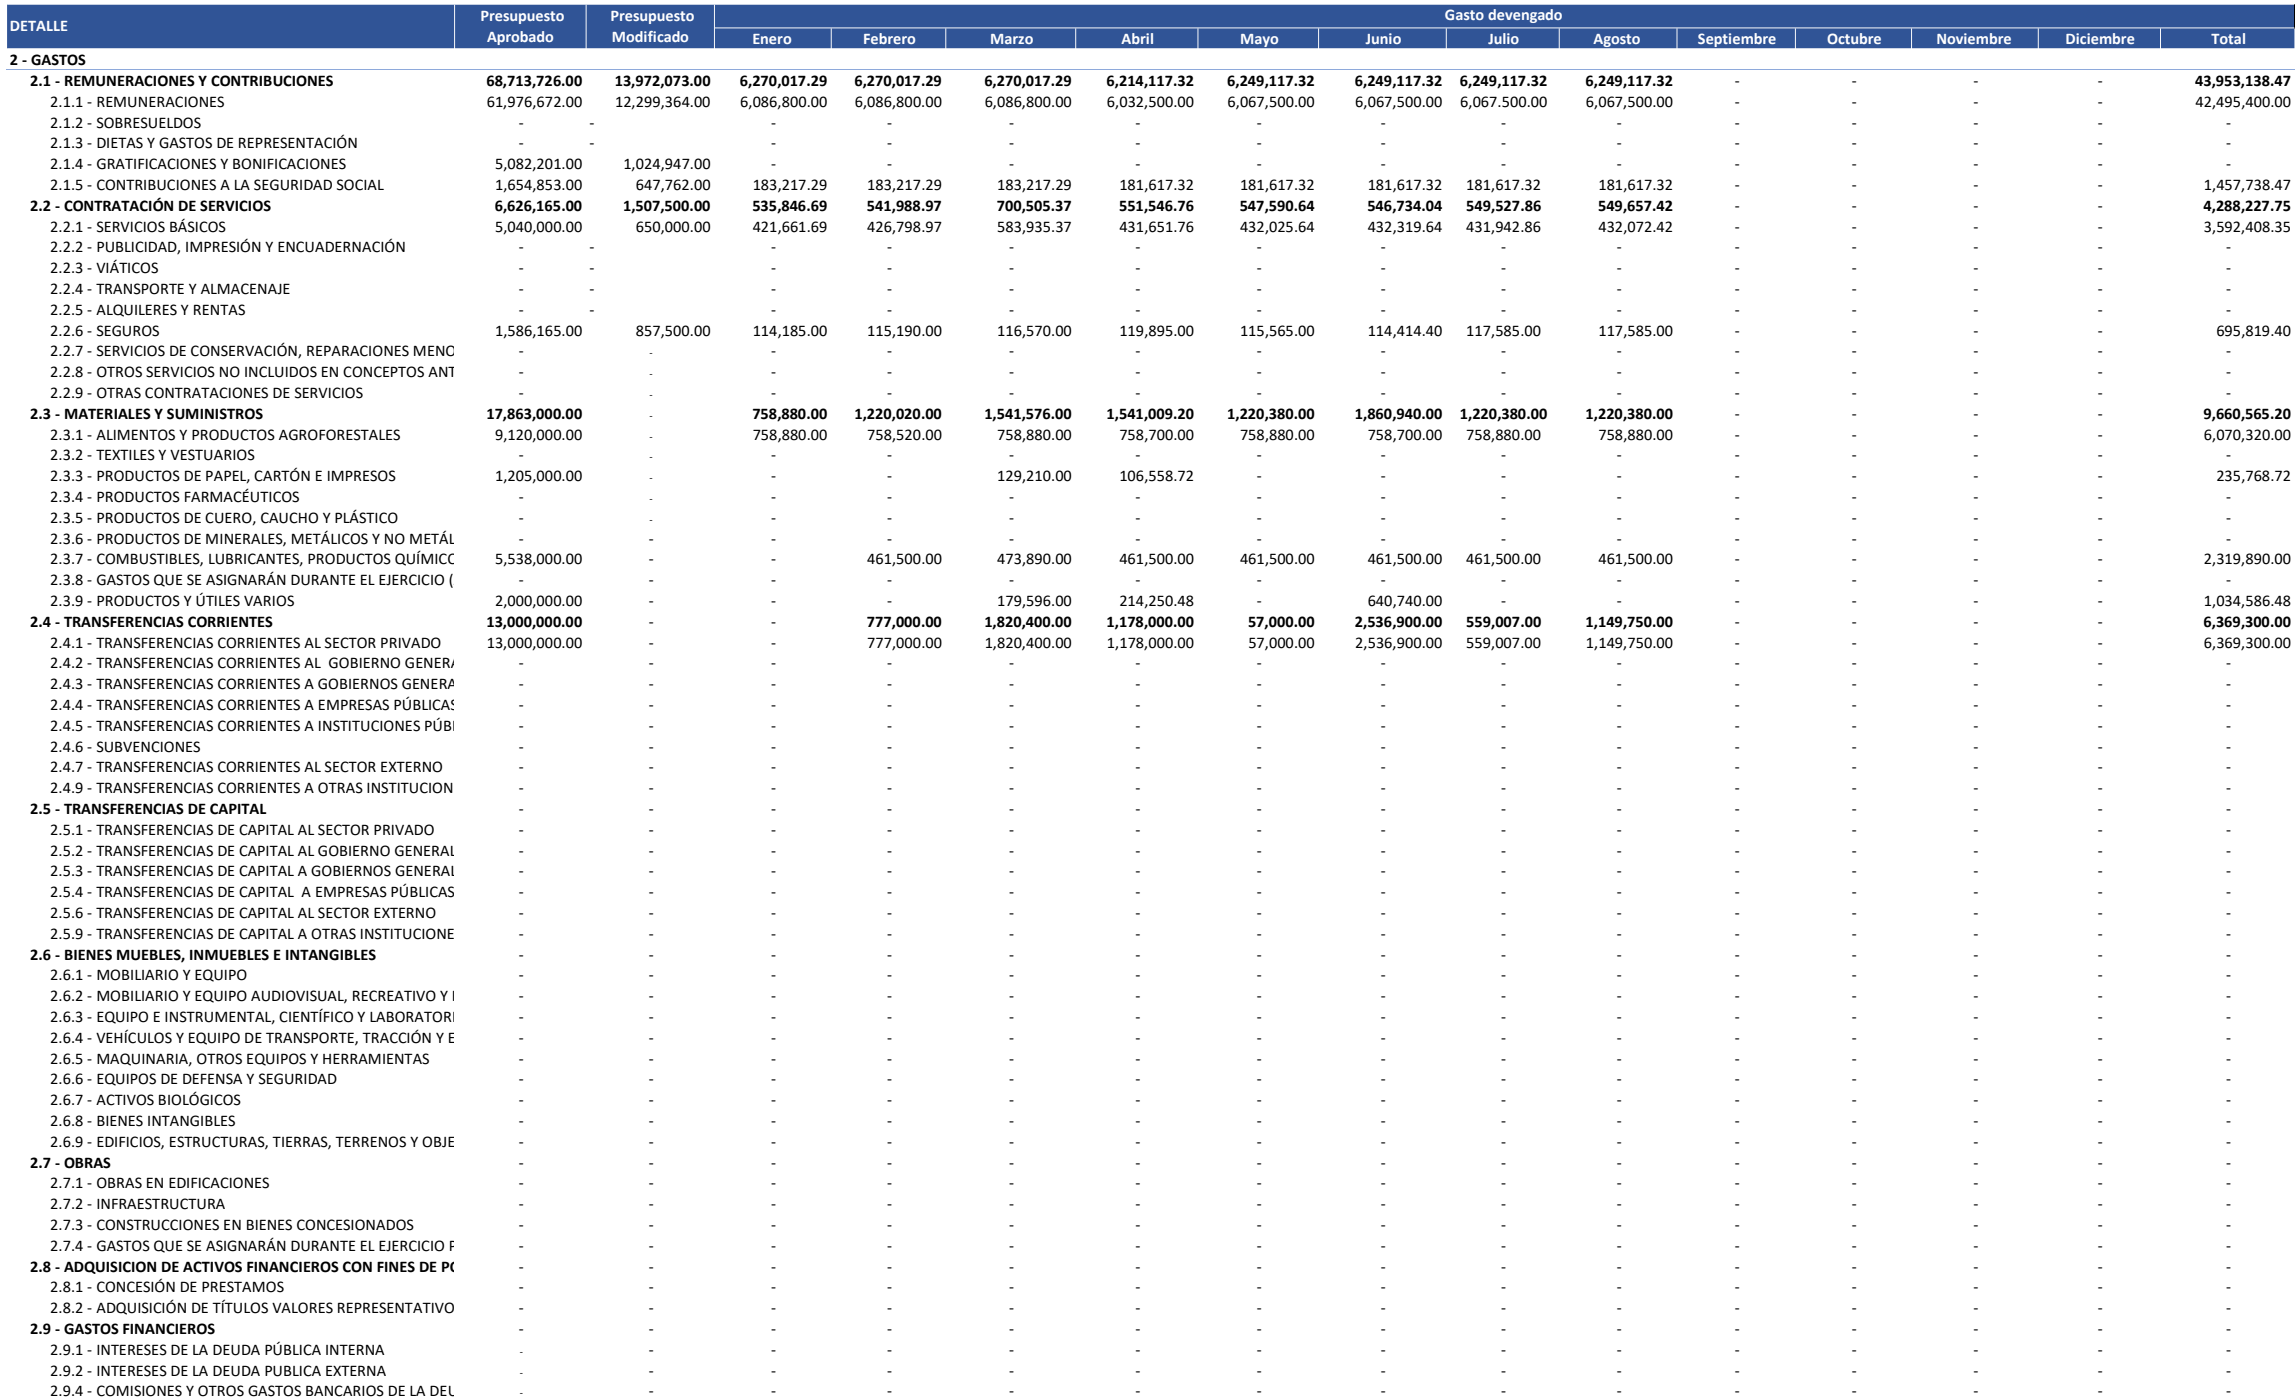 DETALLE Presupuesto Aprobado Presupuesto Modificado Gasto devengado
Enero Febrero Marzo Abril Mayo Junio Julio Agosto Septiembre Octubre Noviembre Diciembre Total
2 - GASTOS
2.1 - REMUNERACIONES Y CONTRIBUCIONES 68,713,726.00 13,972,073.00 6,270,017.29 6,270,017.29 6,270,017.29 6,214,117.32 6,249,117.32 6,249,117.32 6,249,117.32 6,249,117.32 - - - - 43,953,138.47
2.1.1 - REMUNERACIONES 61,976,672.00 12,299,364.00 6,086,800.00 6,086,800.00 6,086,800.00 6,032,500.00 6,067,500.00 6,067,500.00 6,067.500.00 6,067,500.00 - - - - 42,495,400.00
2.1.2 - SOBRESUELDOS - - - - - - - - - - - - - - -
2.1.3 - DIETAS Y GASTOS DE REPRESENTACIÓN - - - - - - - - - - - - - - -
2.1.4 - GRATIFICACIONES Y BONIFICACIONES 5,082,201.00 1,024,947.00 - - - - - - - - - - - - -
2.1.5 - CONTRIBUCIONES A LA SEGURIDAD SOCIAL 1,654,853.00 647,762.00 183,217.29 183,217.29 183,217.29 181,617.32 181,617.32 181,617.32 181,617.32 181,617.32 - - - - 1,457,738.47
2.2 - CONTRATACIÓN DE SERVICIOS 6,626,165.00 1,507,500.00 535,846.69 541,988.97 700,505.37 551,546.76 547,590.64 546,734.04 549,527.86 549,657.42 - - - - 4,288,227.75
2.2.1 - SERVICIOS BÁSICOS 5,040,000.00 650,000.00 421,661.69 426,798.97 583,935.37 431,651.76 432,025.64 432,319.64 431,942.86 432,072.42 - - - - 3,592,408.35
2.2.2 - PUBLICIDAD, IMPRESIÓN Y ENCUADERNACIÓN - - - - - - - - - - - - - - -
2.2.3 - VIÁTICOS - - - - - - - - - - - - - - -
2.2.4 - TRANSPORTE Y ALMACENAJE - - - - - - - - - - - - - - -
2.2.5 - ALQUILERES Y RENTAS - - - - - - - - - - - - - - -
2.2.6 - SEGUROS 1,586,165.00 857,500.00 114,185.00 115,190.00 116,570.00 119,895.00 115,565.00 114,414.40 117,585.00 117,585.00 - - - - 695,819.40
2.2.7 - SERVICIOS DE CONSERVACIÓN, REPARACIONES MENO - - - - - - - - - - - - - - -
2.2.8 - OTROS SERVICIOS NO INCLUIDOS EN CONCEPTOS ANT - - - - - - - - - - - - - - -
2.2.9 - OTRAS CONTRATACIONES DE SERVICIOS - - - - - - - - - - - - - - -
2.3 - MATERIALES Y SUMINISTROS 17,863,000.00 - 758,880.00 1,220,020.00 1,541,576.00 1,541,009.20 1,220,380.00 1,860,940.00 1,220,380.00 1,220,380.00 - - - - 9,660,565.20
2.3.1 - ALIMENTOS Y PRODUCTOS AGROFORESTALES 9,120,000.00 - 758,880.00 758,520.00 758,880.00 758,700.00 758,880.00 758,700.00 758,880.00 758,880.00 - - - - 6,070,320.00
2.3.2 - TEXTILES Y VESTUARIOS - - - - - - - - - - - - - - -
2.3.3 - PRODUCTOS DE PAPEL, CARTÓN E IMPRESOS 1,205,000.00 - - - 129,210.00 106,558.72 - - - - - - - - 235,768.72
2.3.4 - PRODUCTOS FARMACÉUTICOS - - - - - - - - - - - - - - -
2.3.5 - PRODUCTOS DE CUERO, CAUCHO Y PLÁSTICO - - - - - - - - - - - - - - -
2.3.6 - PRODUCTOS DE MINERALES, METÁLICOS Y NO METÁL - - - - - - - - - - - - - - -
2.3.7 - COMBUSTIBLES, LUBRICANTES, PRODUCTOS QUÍMICO 5,538,000.00 - - 461,500.00 473,890.00 461,500.00 461,500.00 461,500.00 461,500.00 461,500.00 - - - - 2,319,890.00
2.3.8 - GASTOS QUE SE ASIGNARÁN DURANTE EL EJERCICIO ( - - - - - - - - - - - - - - -
2.3.9 - PRODUCTOS Y ÚTILES VARIOS 2,000,000.00 - - - 179,596.00 214,250.48 - 640,740.00 - - - - - - 1,034,586.48
2.4 - TRANSFERENCIAS CORRIENTES 13,000,000.00 - - 777,000.00 1,820,400.00 1,178,000.00 57,000.00 2,536,900.00 559,007.00 1,149,750.00 - - - - 6,369,300.00
2.4.1 - TRANSFERENCIAS CORRIENTES AL SECTOR PRIVADO 13,000,000.00 - - 777,000.00 1,820,400.00 1,178,000.00 57,000.00 2,536,900.00 559,007.00 1,149,750.00 - - - - 6,369,300.00
2.4.2 - TRANSFERENCIAS CORRIENTES AL GOBIERNO GENERA - - - - - - - - - - - - - - -
2.4.3 - TRANSFERENCIAS CORRIENTES A GOBIERNOS GENERA - - - - - - - - - - - - - - -
2.4.4 - TRANSFERENCIAS CORRIENTES A EMPRESAS PÚBLICAS - - - - - - - - - - - - - - -
2.4.5 - TRANSFERENCIAS CORRIENTES A INSTITUCIONES PÚBI - - - - - - - - - - - - - - -
2.4.6 - SUBVENCIONES - - - - - - - - - - - - - - -
2.4.7 - TRANSFERENCIAS CORRIENTES AL SECTOR EXTERNO - - - - - - - - - - - - - - -
2.4.9 - TRANSFERENCIAS CORRIENTES A OTRAS INSTITUCION - - - - - - - - - - - - - - -
2.5 - TRANSFERENCIAS DE CAPITAL - - - - - - - - - - - - - - -
2.5.1 - TRANSFERENCIAS DE CAPITAL AL SECTOR PRIVADO - - - - - - - - - - - - - - -
2.5.2 - TRANSFERENCIAS DE CAPITAL AL GOBIERNO GENERAL - - - - - - - - - - - - - - -
2.5.3 - TRANSFERENCIAS DE CAPITAL A GOBIERNOS GENERAL - - - - - - - - - - - - - - -
2.5.4 - TRANSFERENCIAS DE CAPITAL A EMPRESAS PÚBLICAS - - - - - - - - - - - - - - -
2.5.6 - TRANSFERENCIAS DE CAPITAL AL SECTOR EXTERNO - - - - - - - - - - - - - - -
2.5.9 - TRANSFERENCIAS DE CAPITAL A OTRAS INSTITUCIONE - - - - - - - - - - - - - - -
2.6 - BIENES MUEBLES, INMUEBLES E INTANGIBLES - - - - - - - - - - - - - - -
2.6.1 - MOBILIARIO Y EQUIPO - - - - - - - - - - - - - - -
2.6.2 - MOBILIARIO Y EQUIPO AUDIOVISUAL, RECREATIVO Y - - - - - - - - - - - - - - -
2.6.3 - EQUIPO E INSTRUMENTAL, CIENTÍFICO Y LABORATORI - - - - - - - - - - - - - - -
2.6.4 - VEHÍCULOS Y EQUIPO DE TRANSPORTE, TRACCIÓN Y E - - - - - - - - - - - - - - -
2.6.5 - MAQUINARIA, OTROS EQUIPOS Y HERRAMIENTAS - - - - - - - - - - - - - - -
2.6.6 - EQUIPOS DE DEFENSA Y SEGURIDAD - - - - - - - - - - - - - - -
2.6.7 - ACTIVOS BIOLÓGICOS - - - - - - - - - - - - - - -
2.6.8 - BIENES INTANGIBLES - - - - - - - - - - - - - - -
2.6.9 - EDIFICIOS, ESTRUCTURAS, TIERRAS, TERRENOS Y OBJE - - - - - - - - - - - - - - -
2.7 - OBRAS - - - - - - - - - - - - - - -
2.7.1 - OBRAS EN EDIFICACIONES - - - - - - - - - - - - - - -
2.7.2 - INFRAESTRUCTURA - - - - - - - - - - - - - - -
2.7.3 - CONSTRUCCIONES EN BIENES CONCESIONADOS - - - - - - - - - - - - - - -
2.7.4 - GASTOS QUE SE ASIGNARÁN DURANTE EL EJERCICIO P - - - - - - - - - - - - - - -
2.8 - ADQUISICION DE ACTIVOS FINANCIEROS CON FINES DE PO - - - - - - - - - - - - - - -
2.8.1 - CONCESIÓN DE PRESTAMOS - - - - - - - - - - - - - - -
2.8.2 - ADQUISICIÓN DE TÍTULOS VALORES REPRESENTATIVO - - - - - - - - - - - - - - -
2.9 - GASTOS FINANCIEROS - - - - - - - - - - - - - - -
2.9.1 - INTERESES DE LA DEUDA PÚBLICA INTERNA - - - - - - - - - - - - - - -
2.9.2 - INTERESES DE LA DEUDA PUBLICA EXTERNA - - - - - - - - - - - - - - -
2.9.4 - COMISIONES Y OTROS GASTOS BANCARIOS DE LA DEU - - - - - - - - - - - - - - -